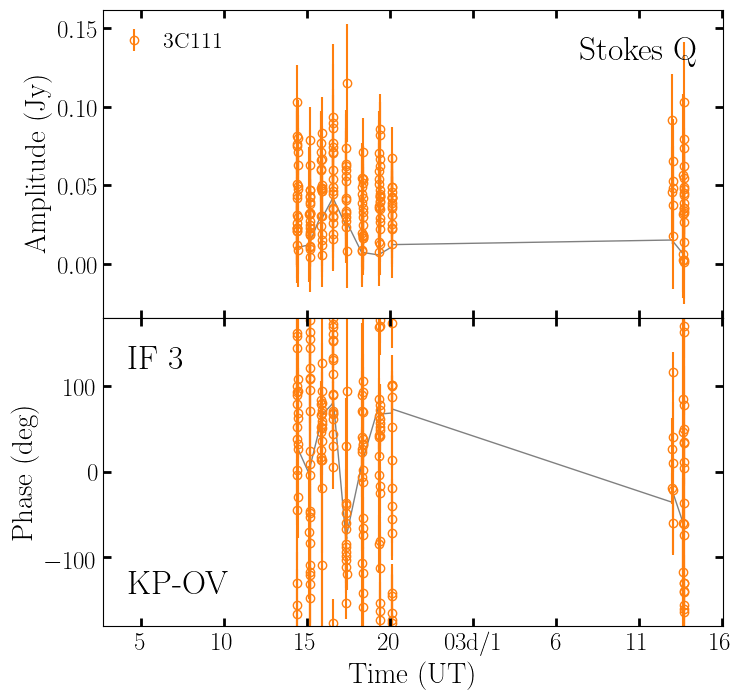 3C111
Stokes Q
0.15
0.10
0.05
0.00
Amplitude (Jy)
IF 3
100
0
−100
Phase (deg)
KP-OV
5 10 15 20 03d/1 6 11 16
Time (UT)